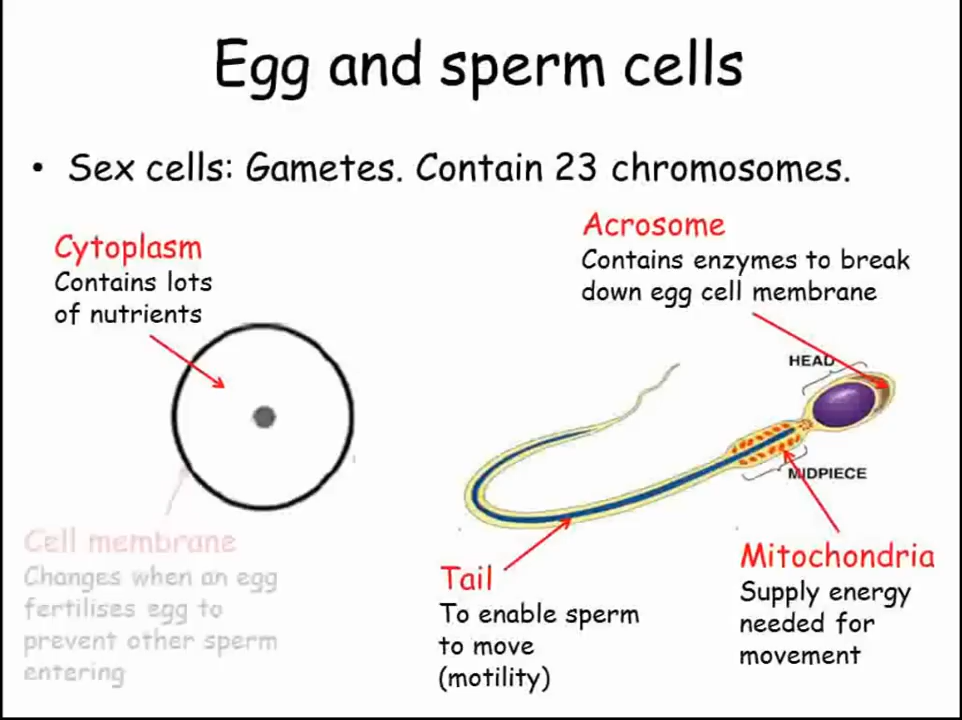 Egg and sperm cells
• Sex cells: Gametes. Contain 23 chromosomes.
Cytoplasm
Contains lots
of nutrients
Acrosome
Contains enzymes to break
down egg cell membrane
HEAD
MIDPIECE
Cell membrane
Changes when an egg
fertilises egg to
prevent other sperm
entering
Tail
To enable sperm
to move
(motility)
Mitochondria
Supply energy
needed for
movement